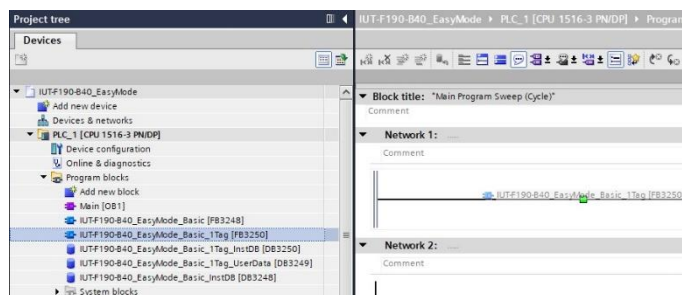 Project tree
IUT-F190-B40_EasyMode ▸ PLC_1 [CPU 1516-3 PN/DP] ▸ Program
Devices
IUT-F190-B40_EasyMode
Add new device
Devices & networks
PLC_1 [CPU 1516-3 PN/DP]
Device configuration
Online & diagnostics
Program blocks
Add new block
Main [OB1]
IUT-F190-B40_EasyMode_Basic [FB3248]
IUT-F190-B40_EasyMode_Basic_1Tag [FB3250]
IUT-F190-B40_EasyMode_Basic_1Tag_InstDB [DB3250]
IUT-F190-B40_EasyMode_Basic_1Tag_UserData [DB3249]
IUT-F190-B40_EasyMode_Basic_InstDB [DB3248]
System blocks
Block title: "Main Program Sweep (Cycle)"
Comment
Network 1:
Comment
IUT-F190-B40_EasyMode_Basic_1Tag [FB3250
Network 2:
Comment